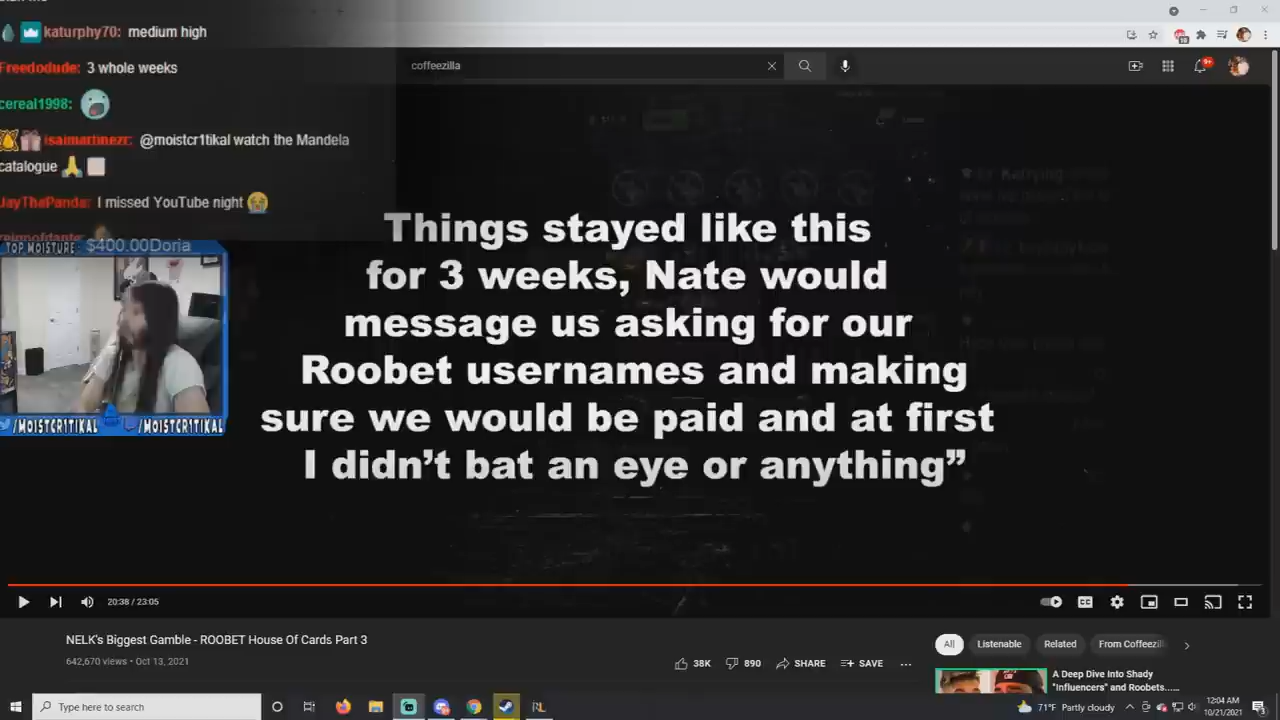 katurphy70: medium high
Freedodude: 3 whole weeks
cereal1998:
isaimartinezc: @moistcr1tikal watch the Mandela
catalogue
JayThePanda: I missed YouTube night
TOP MOISTURE - $400.00Doria
/MOISTCR1TIKAL /MOISTCR1TIKAL
coffeezilla
Things stayed like this
for 3 weeks, Nate would
message us asking for our
Roobet usernames and making
sure we would be paid and at first
I didn’t bat an eye or anything”
20:38 / 23:05
CC
NELK's Biggest Gamble - ROOBET House Of Cards Part 3
642,670 views • Oct 13, 2021
38K 890 SHARE SAVE ...
All Listenable Related From Coffeezill
A Deep Dive Into Shady
"Influencers" and Roobets.....
Type here to search
71°F Partly cloudy
12:04 AM
10/21/2021